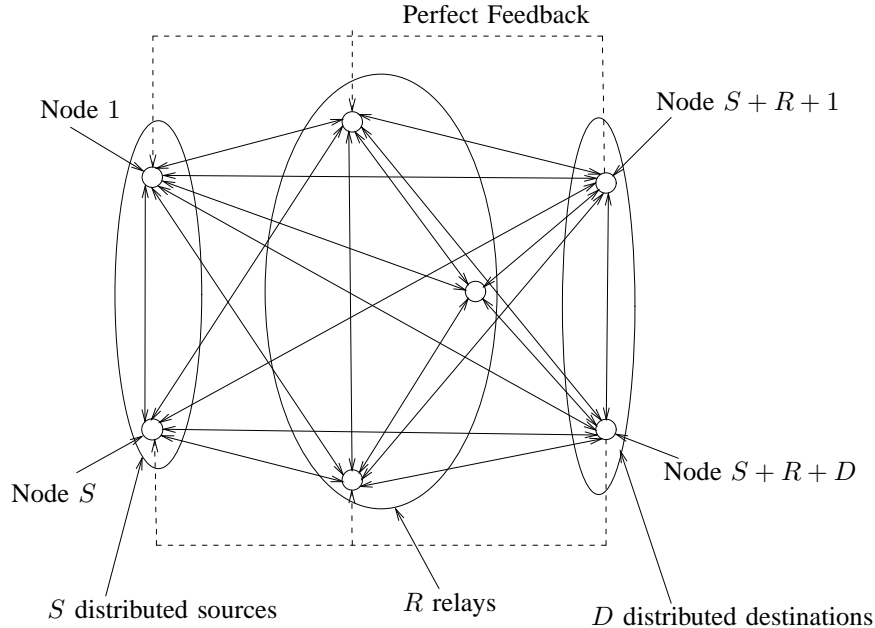 Perfect Feedback
Node 1
Node S + R + 1
Node S
Node S + R + D
S distributed sources
R relays
D distributed destinations